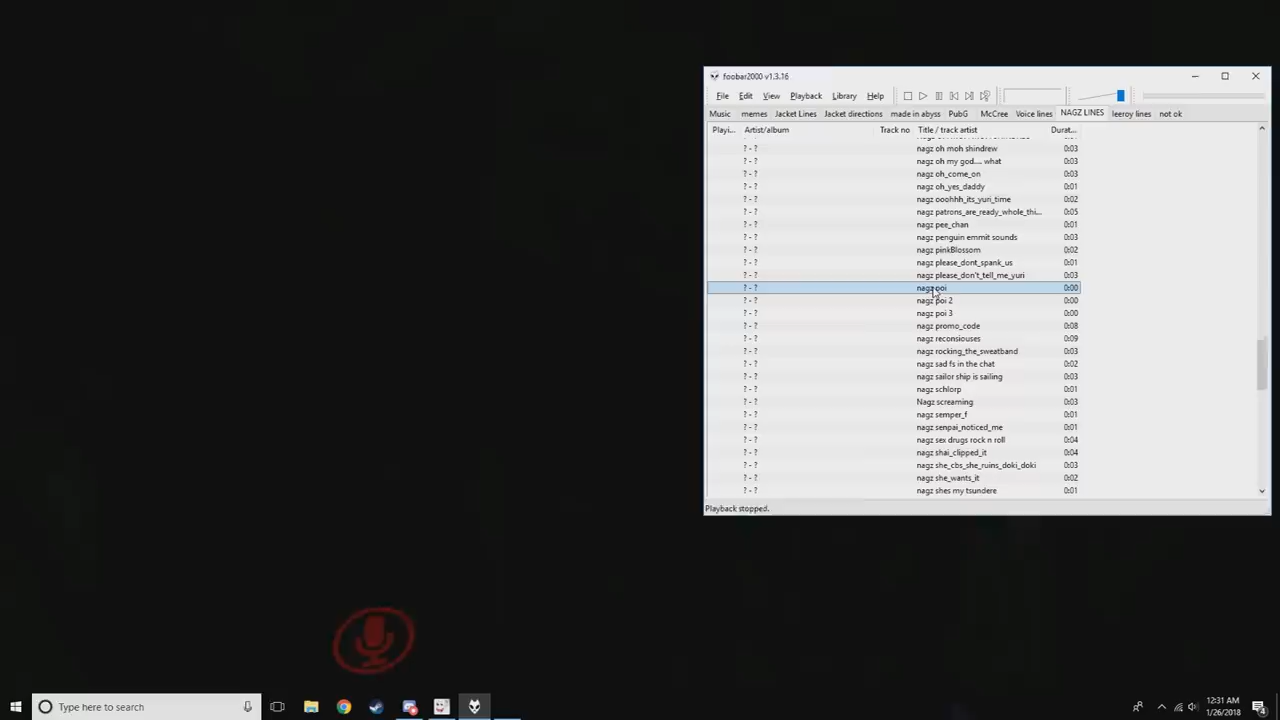 foobar2000 v1.3.16
File Edit View Playback Library Help
Music memes Jacket Lines Jacket directions made in abyss PubG McCree Voice lines NAGZ LINES leeroy lines not ok
Playi... Artist/album Track no Title / track artist Durat...
? - ? nagz oh moh shindrew 0:03
? - ? nagz oh my god.... what 0:03
? - ? nagz oh_come_on 0:03
? - ? nagz oh_yes_daddy 0:01
? - ? nagz ooohhh_its_yuri_time 0:02
? - ? nagz patrons_are_ready_whole_thi... 0:05
? - ? nagz pee_chan 0:01
? - ? nagz penguin emmit sounds 0:03
? - ? nagz pinkBlossom 0:02
? - ? nagz please_dont_spank_us 0:01
? - ? nagz please_don't_tell_me_yuri 0:03
? - ? nagz poi 0:00
? - ? nagz poi 2 0:00
? - ? nagz poi 3 0:00
? - ? nagz promo_code 0:08
? - ? nagz reconsiouses 0:09
? - ? nagz rocking_the_sweatband 0:03
? - ? nagz sad fs in the chat 0:02
? - ? nagz sailor ship is sailing 0:03
? - ? nagz schlorp 0:01
? - ? Nagz screaming 0:03
? - ? nagz semper_f 0:01
? - ? nagz senpai_noticed_me 0:01
? - ? nagz sex drugs rock n roll 0:04
? - ? nagz shai_clipped_it 0:04
? - ? nagz she_cbs_she_ruins_doki_doki 0:03
? - ? nagz she_wants_it 0:02
? - ? nagz shes my tsundere 0:01
Playback stopped.
Type here to search
12:31 AM
1/26/2018
4